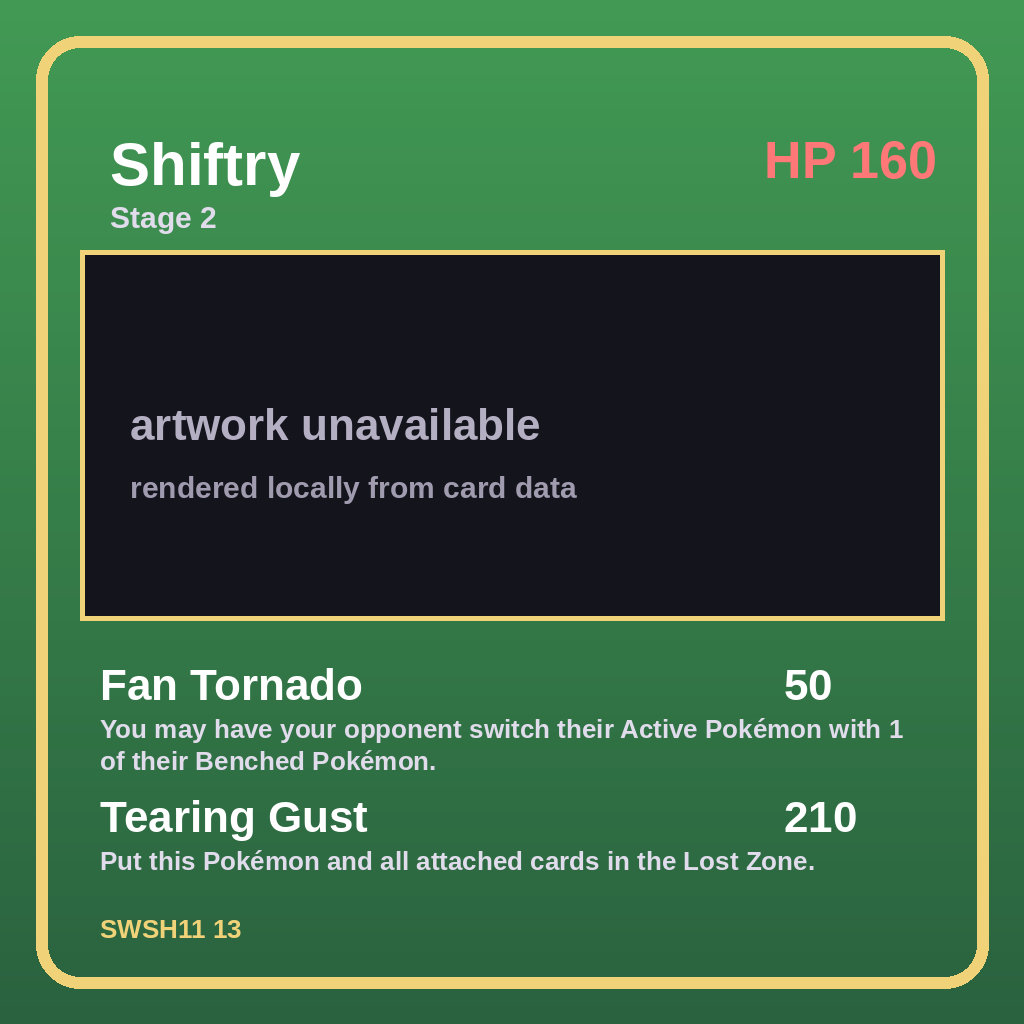 Shiftry
HP 160
Stage 2
artwork unavailable
rendered locally from card data
Fan Tornado 50
You may have your opponent switch their Active Pokémon with 1
of their Benched Pokémon.
Tearing Gust 210
Put this Pokémon and all attached cards in the Lost Zone.
SWSH11 13